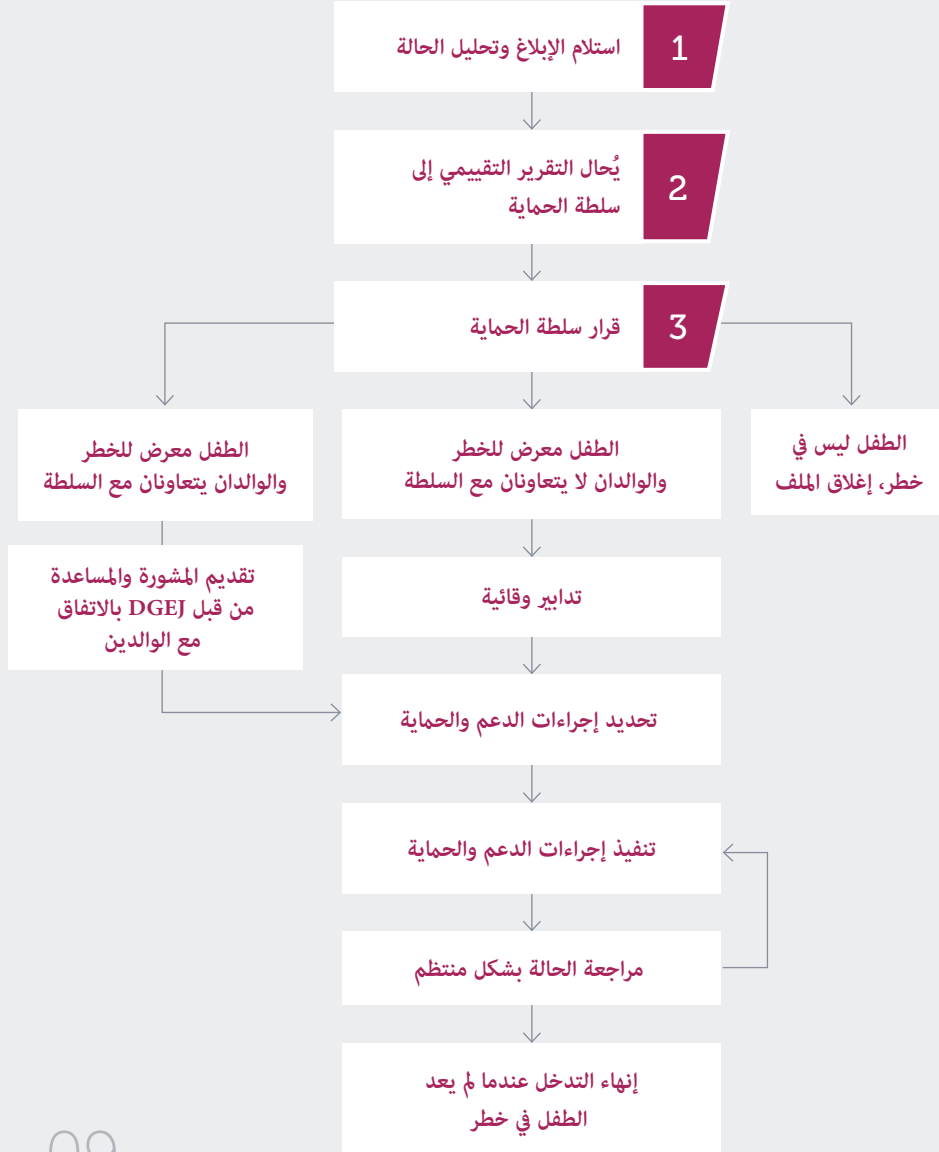 1
استلام الإبلاغ وتحليل الحالة
2
يُحال التقرير التقييمي إلى
سلطة الحماية
3
قرار سلطة الحماية
الطفل ليس في
خطر، إغلاق الملف
الطفل معرض للخطر
والوالدان لا يتعاونان مع السلطة
الطفل معرض للخطر
والوالدان يتعاونان مع السلطة
تقديم المشورة والمساعدة
من قبل DGEJ بالاتفاق
مع الوالدين
تدابير وقائية
تحديد إجراءات الدعم والحماية
تنفيذ إجراءات الدعم والحماية
مراجعة الحالة بشكل منتظم
إنهاء التدخل عندما لم يعد
الطفل في خطر